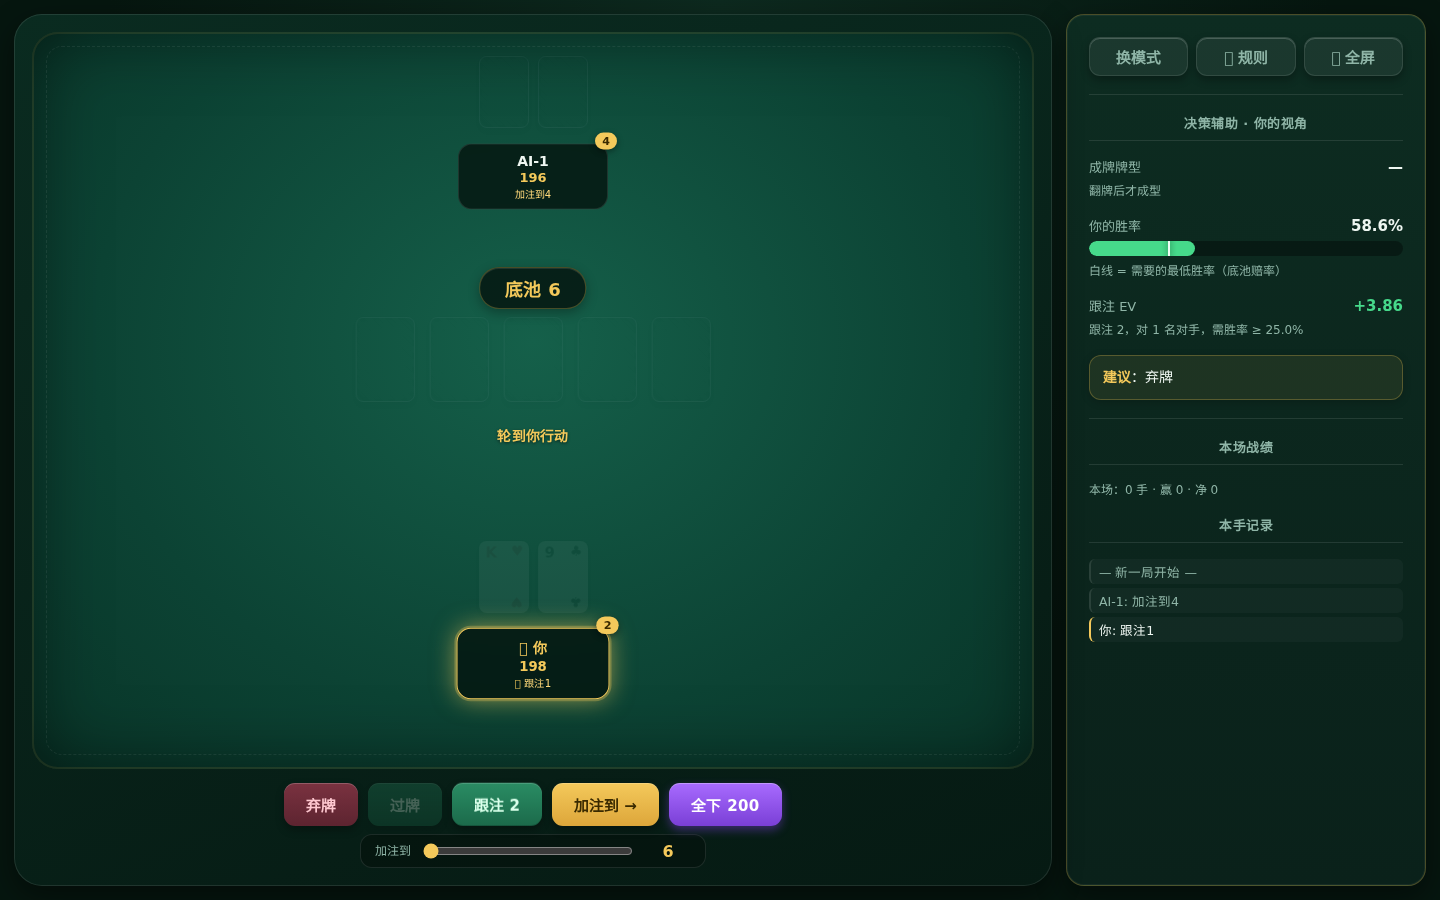 4
AI-1
196
加注到4
底池 6
轮到你行动
K 9
2
你
198
跟注1
弃牌 过牌 跟注 2 加注到 → 全下 200
加注到 6
换模式 规则 全屏
决策辅助 · 你的视角
成牌牌型 —
翻牌后才成型
你的胜率 58.6%
白线 = 需要的最低胜率（底池赔率）
跟注 EV +3.86
跟注 2，对 1 名对手，需胜率 ≥ 25.0%
建议：弃牌
本场战绩
本场：0 手 · 赢 0 · 净 0
本手记录
— 新一局开始 —
AI-1: 加注到4
你: 跟注1